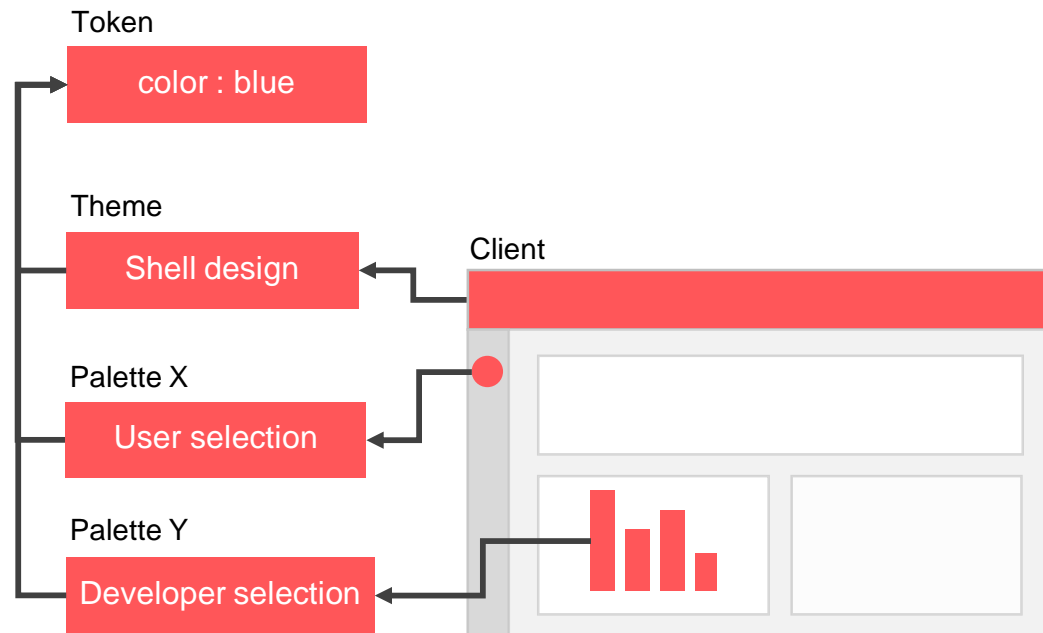 Token
color : blue
Theme
Shell design
Client
Palette X
User selection
Palette Y
Developer selection